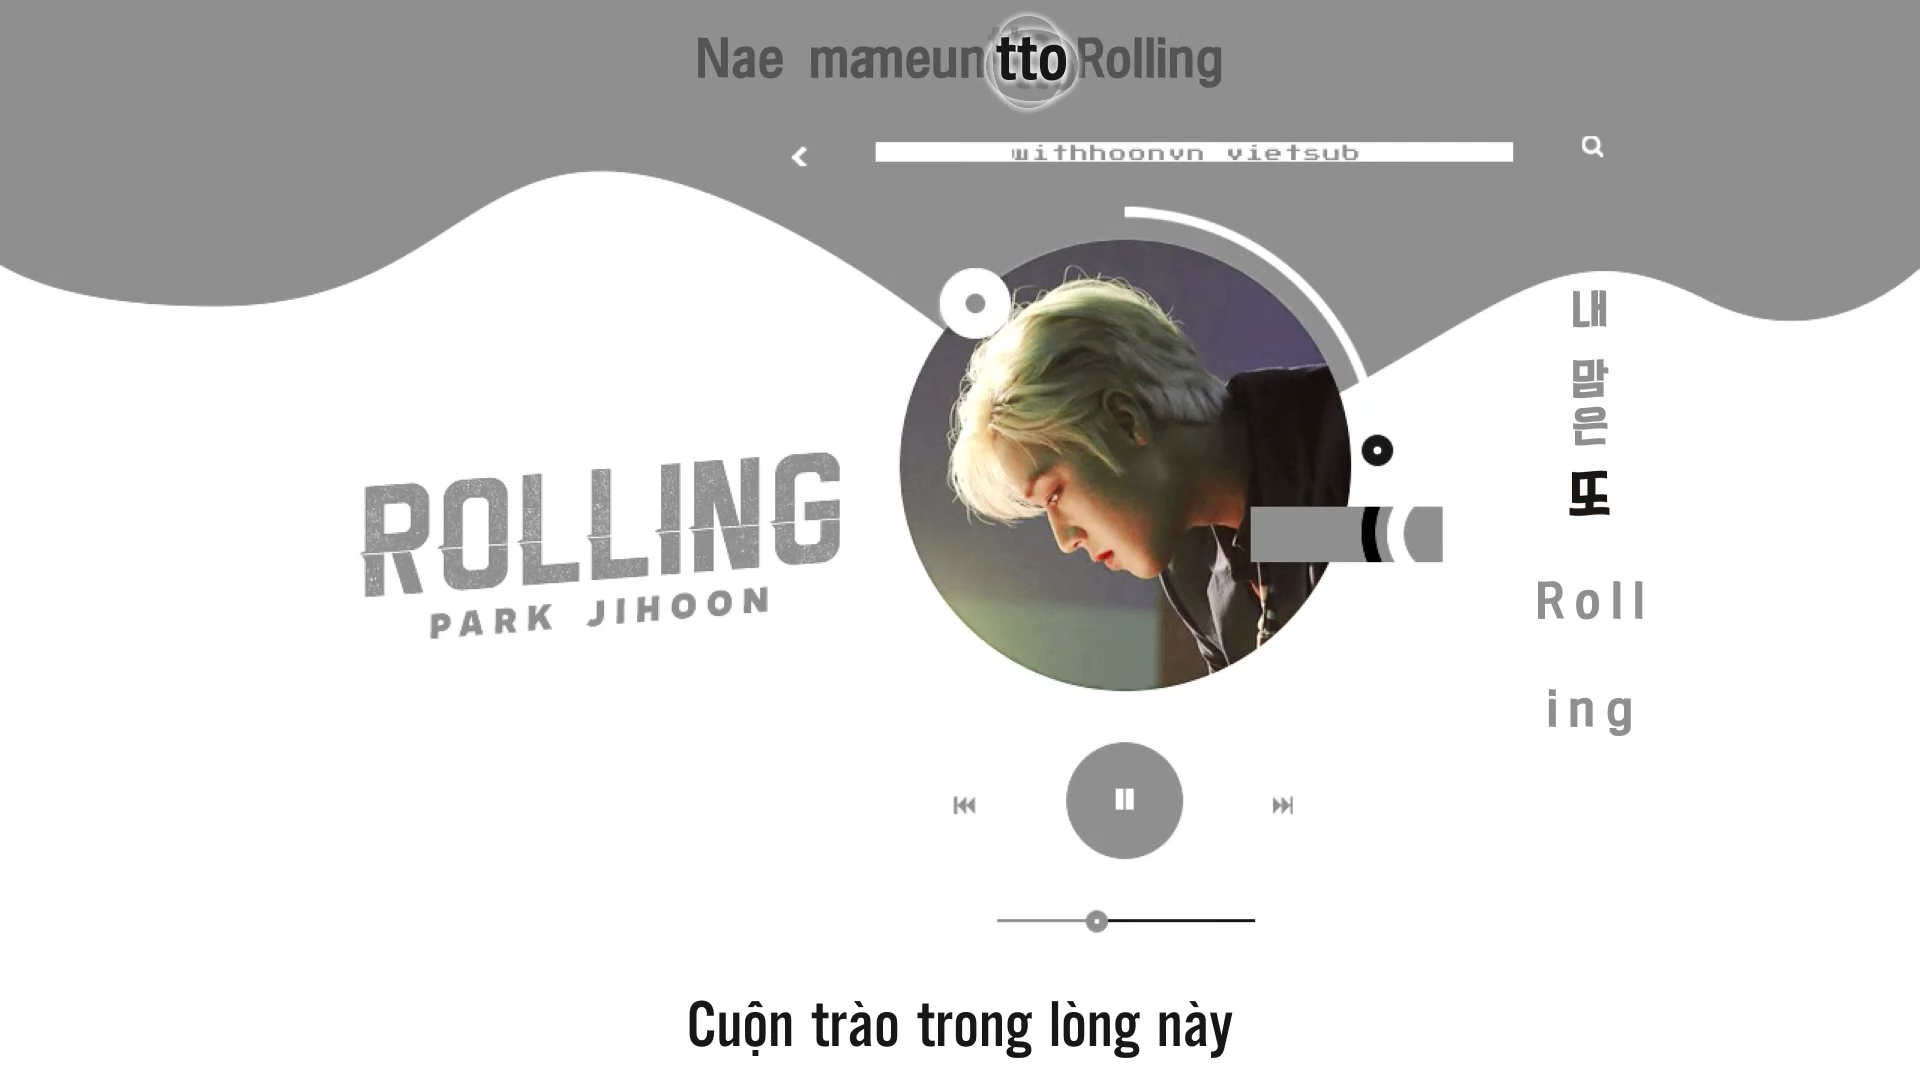 Nae mameun tto Rolling
withhoonvn vietsub
ROLLING
PARK JIHOON
내 맘은 또 Roll
ing
Cuộn trào trong lòng này